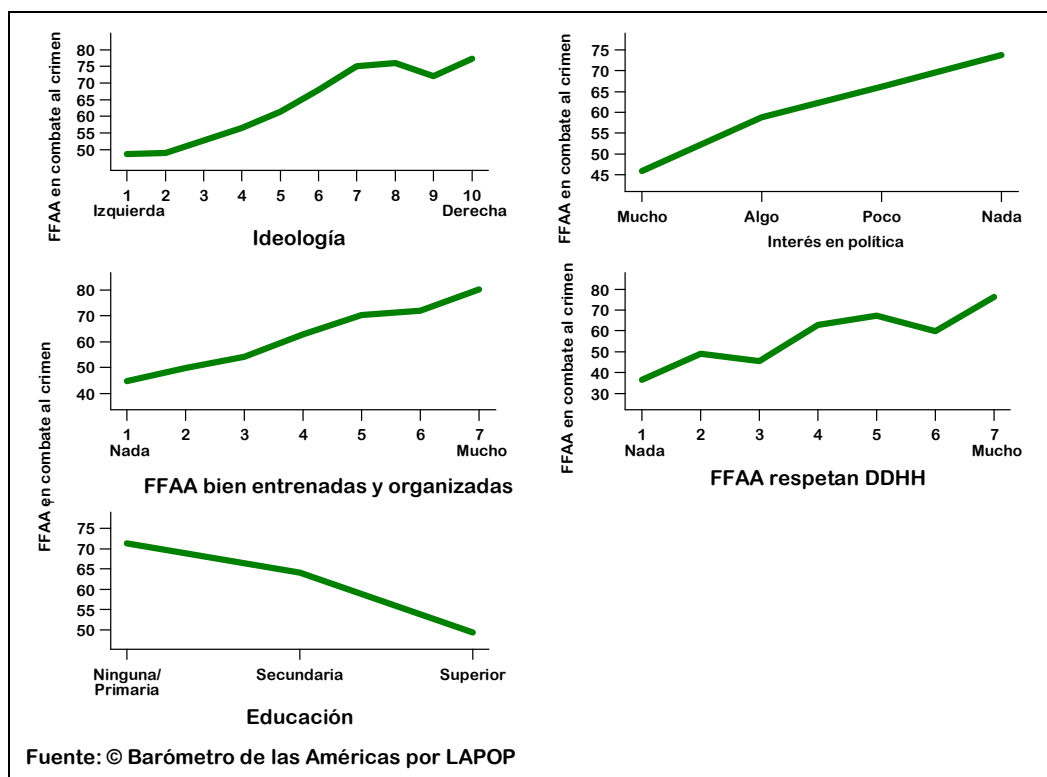 FFAA en combate al crimen
80
75
70
65
60
55
50
1 2 3 4 5 6 7 8 9 10
Izquierda Derecha
Ideología
FFAA en combate al crimen
75
70
65
60
55
50
45
Mucho Algo Poco Nada
Interés en política
FFAA en combate al crimen
80
70
60
50
40
1 2 3 4 5 6 7
Nada Mucho
FFAA bien entrenadas y organizadas
FFAA en combate al crimen
80
70
60
50
40
30
1 2 3 4 5 6 7
Nada Mucho
FFAA respetan DDHH
75
70
65
60
55
50
Ninguna/ Secundaria Superior
Primaria
Educación
Fuente: © Barómetro de las Américas por LAPOP